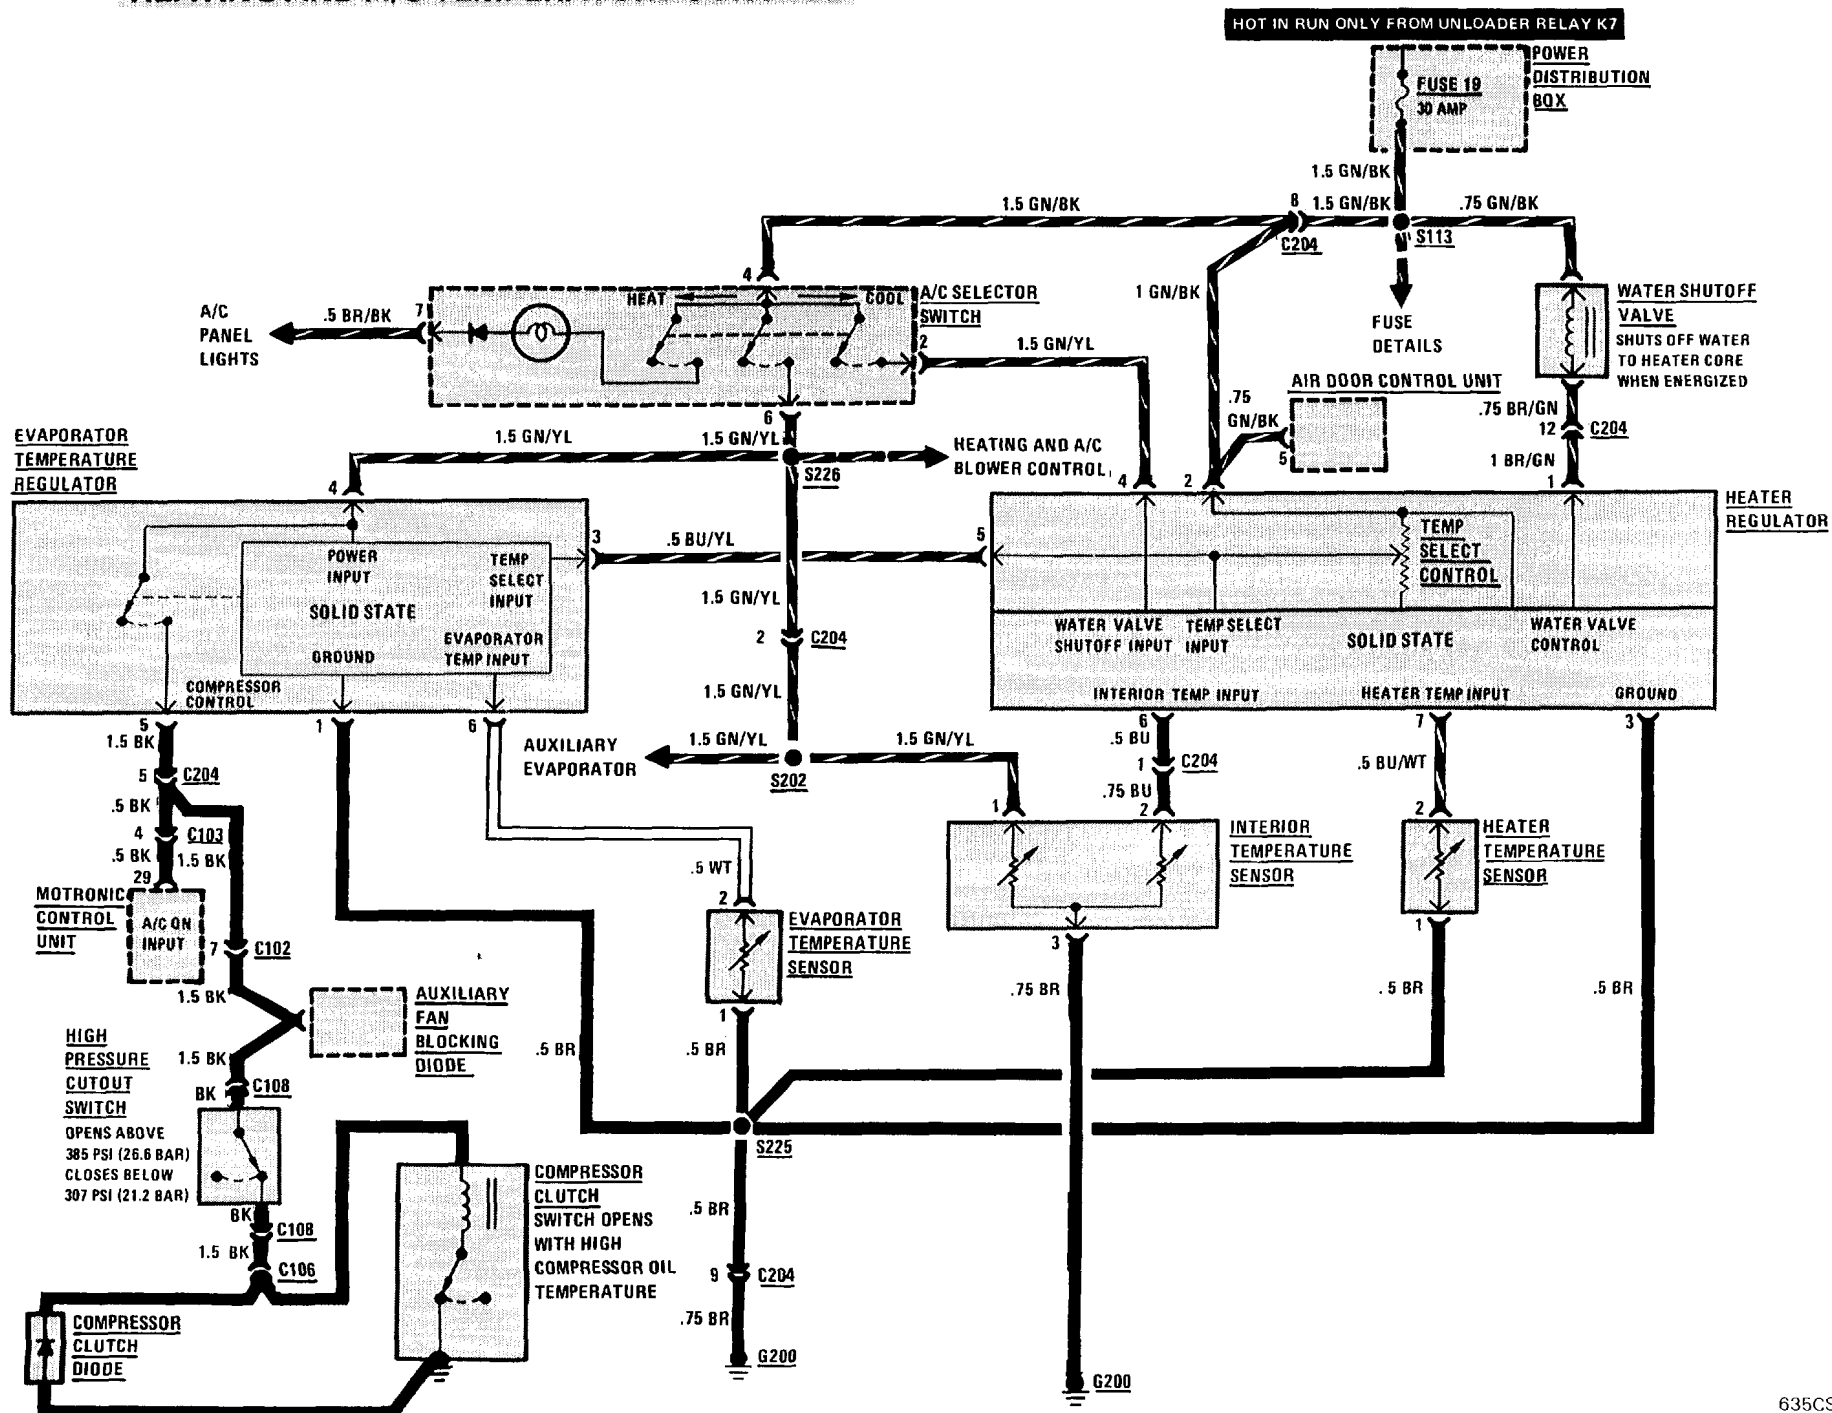 HOT IN RUN ONLY FROM UNLOADER RELAY K7
POWER
DISTRIBUTION
BOX
FUSE 19
30 AMP
1.5 GN/BK
1.5 GN/BK
8
1.5 GN/BK
.75 GN/BK
C204
S113
4
1 GN/BK
HEAT
COOL
A/C SELECTOR
SWITCH
WATER SHUTOFF
VALVE
SHUTS OFF WATER
TO HEATER CORE
WHEN ENERGIZED
A/C
PANEL
LIGHTS
.5 BR/BK
7
2
1.5 GN/YL
FUSE
DETAILS
AIR DOOR CONTROL UNIT
.75
GN/BK
5
.75 BR/GN
12
C204
1 BR/GN
6
EVAPORATOR
TEMPERATURE
REGULATOR
1.5 GN/YL
1.5 GN/YL
HEATING AND A/C
BLOWER CONTROL
S226
4
4
2
1
HEATER
REGULATOR
3
.5 BU/YL
5
TEMP
SELECT
CONTROL
POWER
INPUT
TEMP
SELECT
INPUT
SOLID STATE
EVAPORATOR
TEMP INPUT
GROUND
COMPRESSOR
CONTROL
1.5 GN/YL
2
C204
1.5 GN/YL
WATER VALVE
SHUTOFF INPUT
TEMP SELECT
INPUT
SOLID STATE
WATER VALVE
CONTROL
INTERIOR TEMP INPUT
HEATER TEMP INPUT
GROUND
5
1
6
6
7
3
1.5 BK
AUXILIARY
EVAPORATOR
1.5 GN/YL
1.5 GN/YL
S202
.5 BU
1
C204
.75 BU
.5 BU/WT
5
C204
.5 BK
4
C103
.5 BK
1.5 BK
29
1
2
2
INTERIOR
TEMPERATURE
SENSOR
HEATER
TEMPERATURE
SENSOR
MOTRONIC
CONTROL
UNIT
A/C ON
INPUT
.5 WT
2
EVAPORATOR
TEMPERATURE
SENSOR
7
C102
3
1
1.5 BK
AUXILIARY
FAN
BLOCKING
DIODE
1
.75 BR
.5 BR
.5 BR
HIGH
PRESSURE
CUTOUT
SWITCH
OPENS ABOVE
385 PSI (26.6 BAR)
CLOSES BELOW
307 PSI (21.2 BAR)
1.5 BK
BK
C108
.5 BR
.5 BR
S225
BK
C108
1.5 BK
C106
COMPRESSOR
CLUTCH
SWITCH OPENS
WITH HIGH
COMPRESSOR OIL
TEMPERATURE
.5 BR
9
C204
.75 BR
G200
COMPRESSOR
CLUTCH
DIODE
G200
635CS